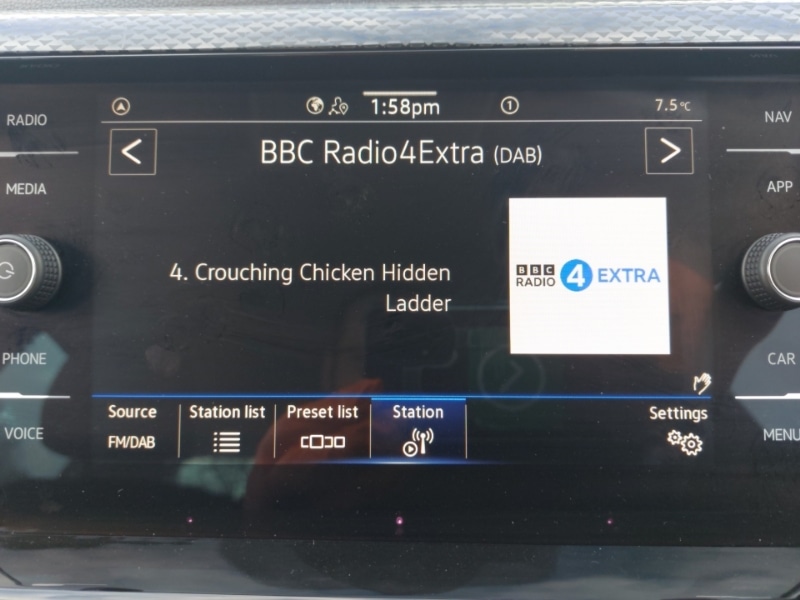 1:58pm
1
7.5°C
RADIO
NAV
< BBC Radio4Extra (DAB) >
MEDIA
APP
4. Crouching Chicken Hidden
Ladder
BBC
RADIO 4 EXTRA
PHONE
CAR
Source
Station list
Preset list
Station
Settings
FM/DAB
VOICE
MENU